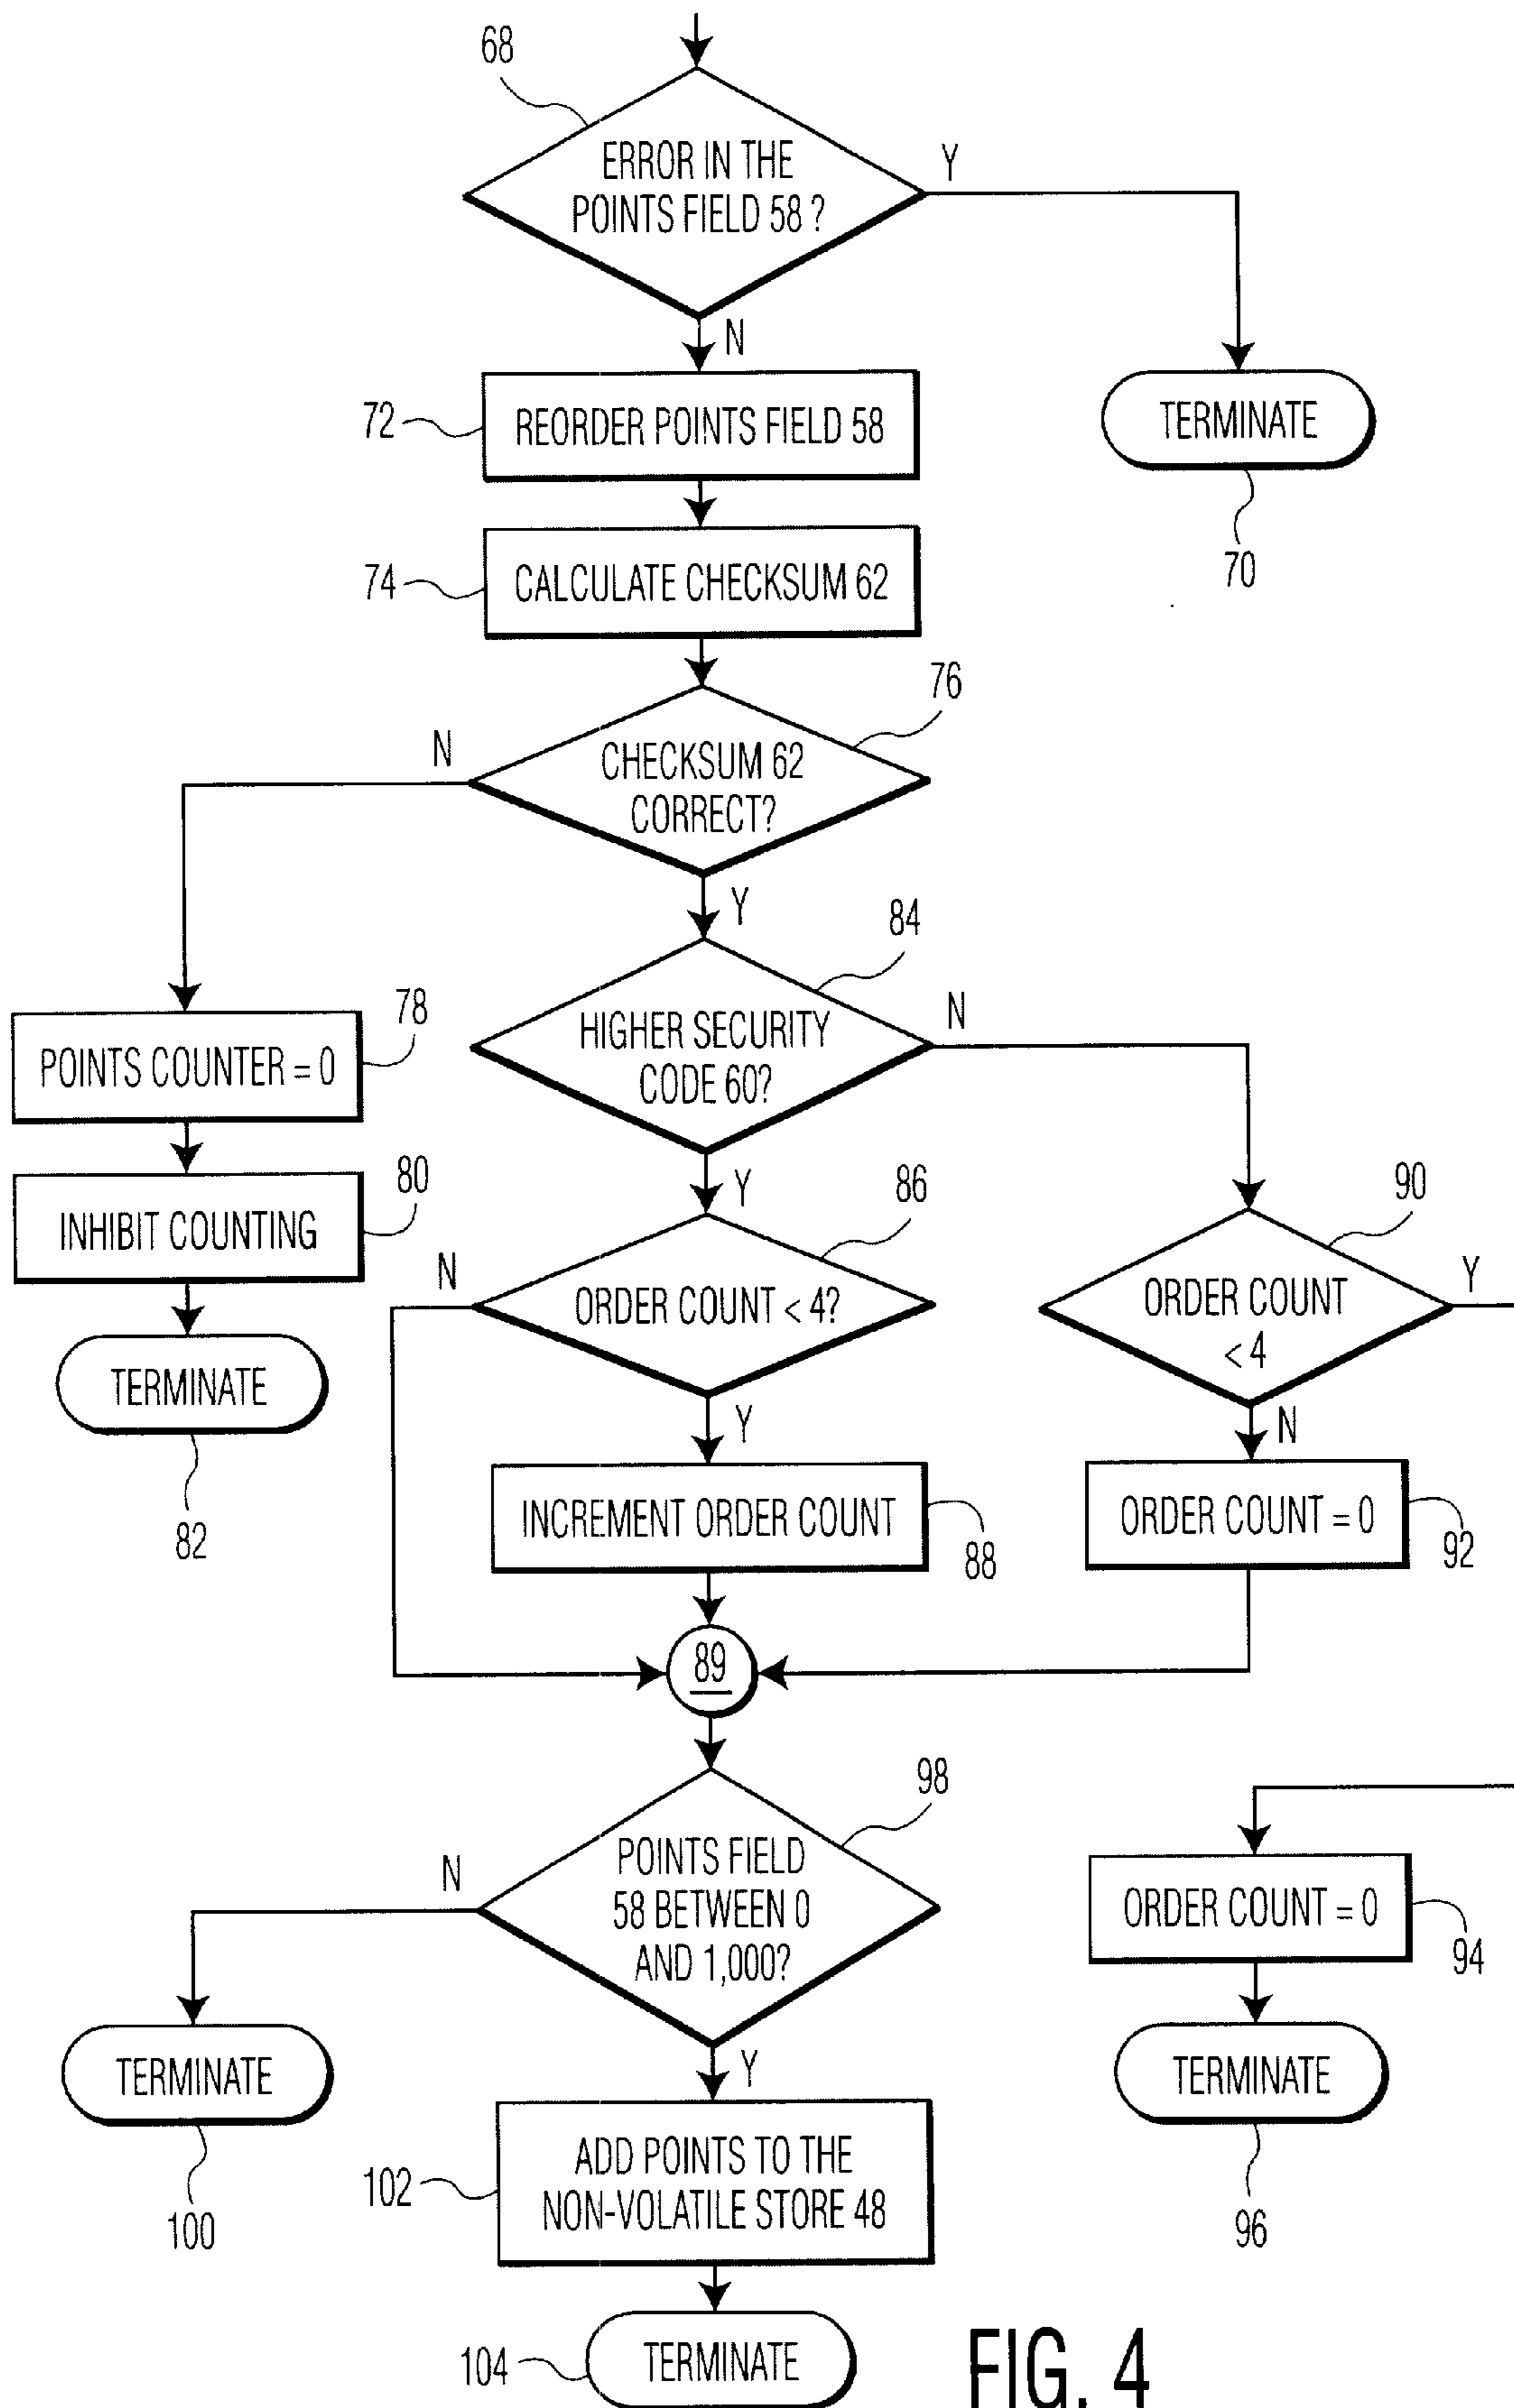 68
ERROR IN THE
POINTS FIELD 58 ?
Y
N
72
REORDER POINTS FIELD 58
TERMINATE
70
74
CALCULATE CHECKSUM 62
76
N
CHECKSUM 62
CORRECT?
Y
84
HIGHER SECURITY
CODE 60?
N
78
POINTS COUNTER = 0
80
INHIBIT COUNTING
TERMINATE
82
Y
86
N
ORDER COUNT < 4?
Y
90
ORDER COUNT
< 4
Y
N
INCREMENT ORDER COUNT
88
ORDER COUNT = 0
92
89
98
N
POINTS FIELD
58 BETWEEN 0
AND 1,000?
ORDER COUNT = 0
94
TERMINATE
100
Y
TERMINATE
96
102
ADD POINTS TO THE
NON-VOLATILE STORE 48
104
TERMINATE
FIG. 4